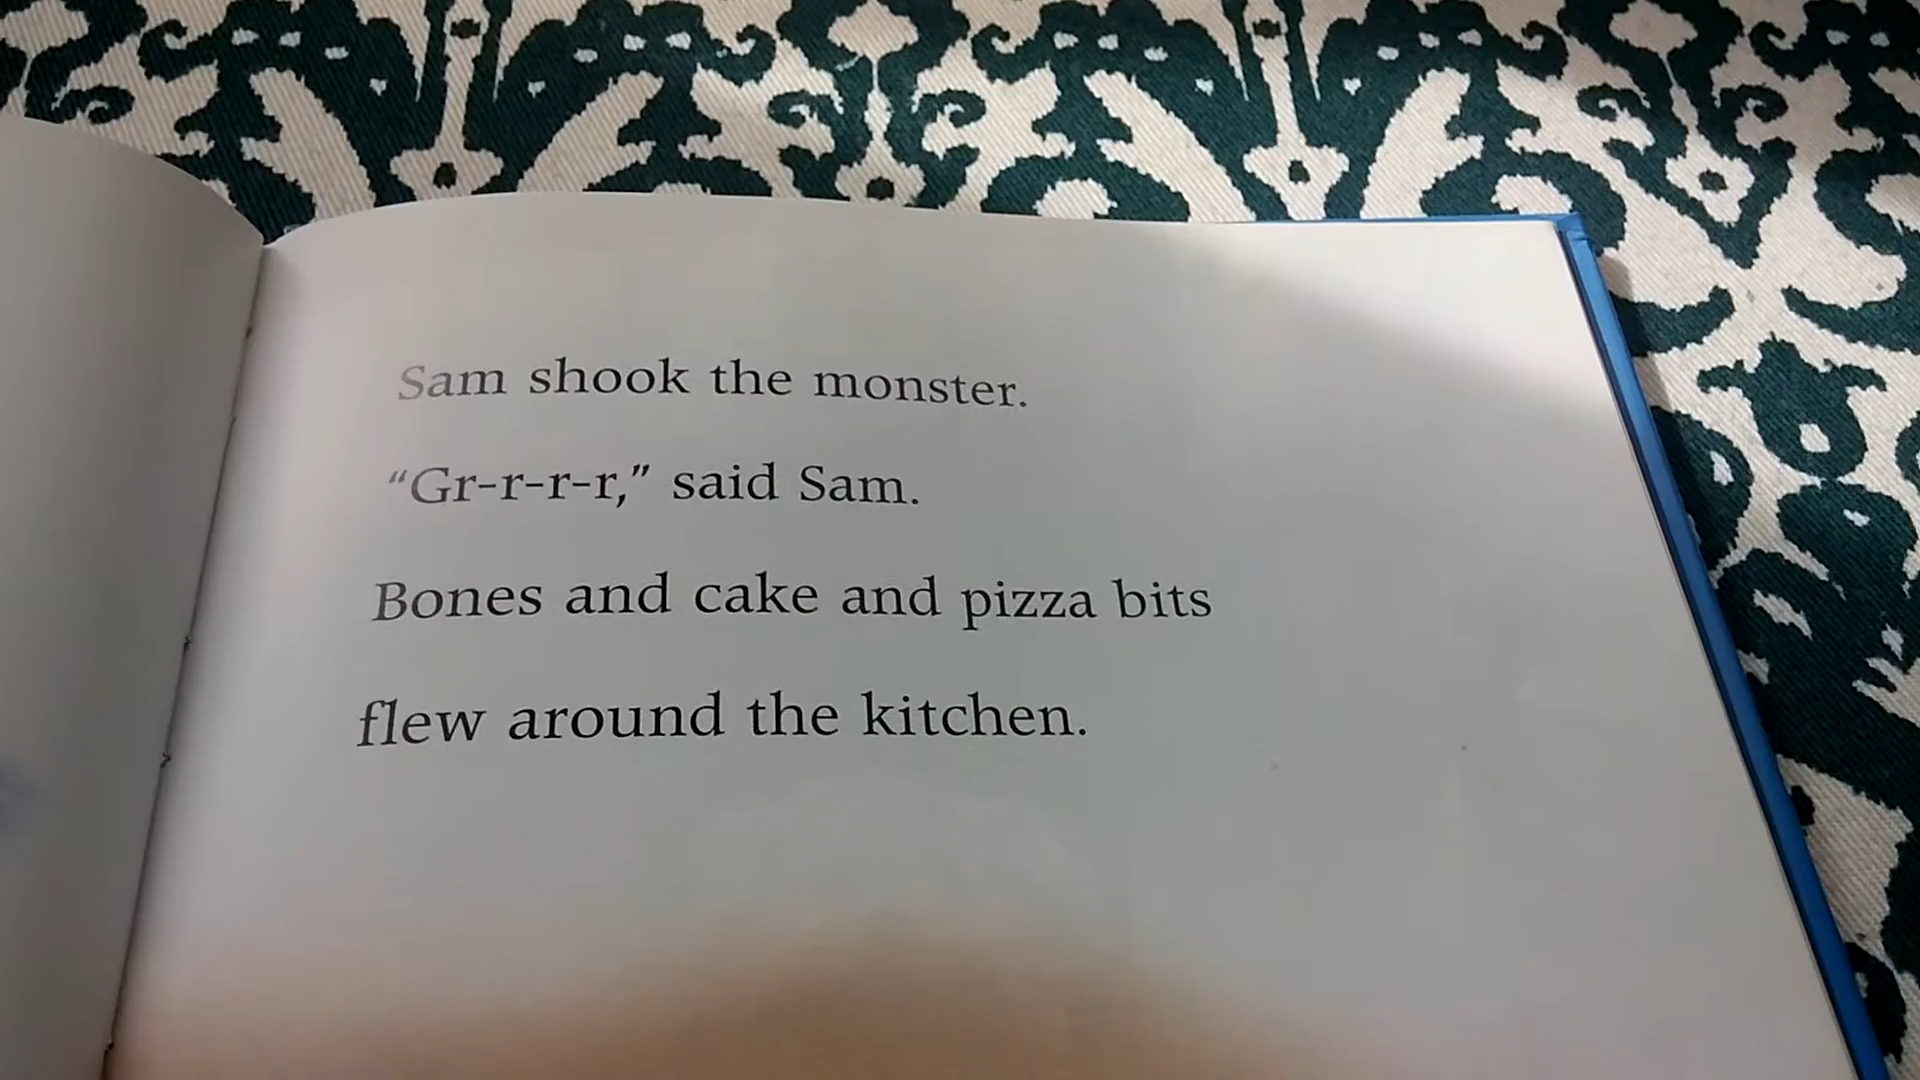 Sam shook the monster.
“Gr-r-r-r,” said Sam.
Bones and cake and pizza bits
flew around the kitchen.